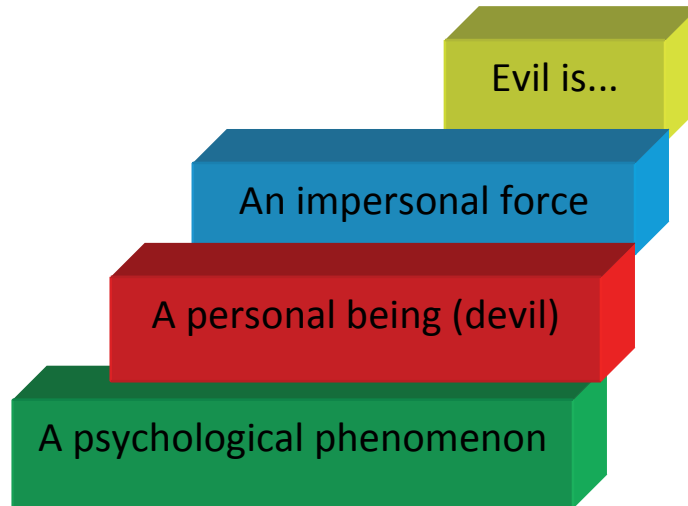 Evil is...
An impersonal force
A personal being (devil)
A psychological phenomenon